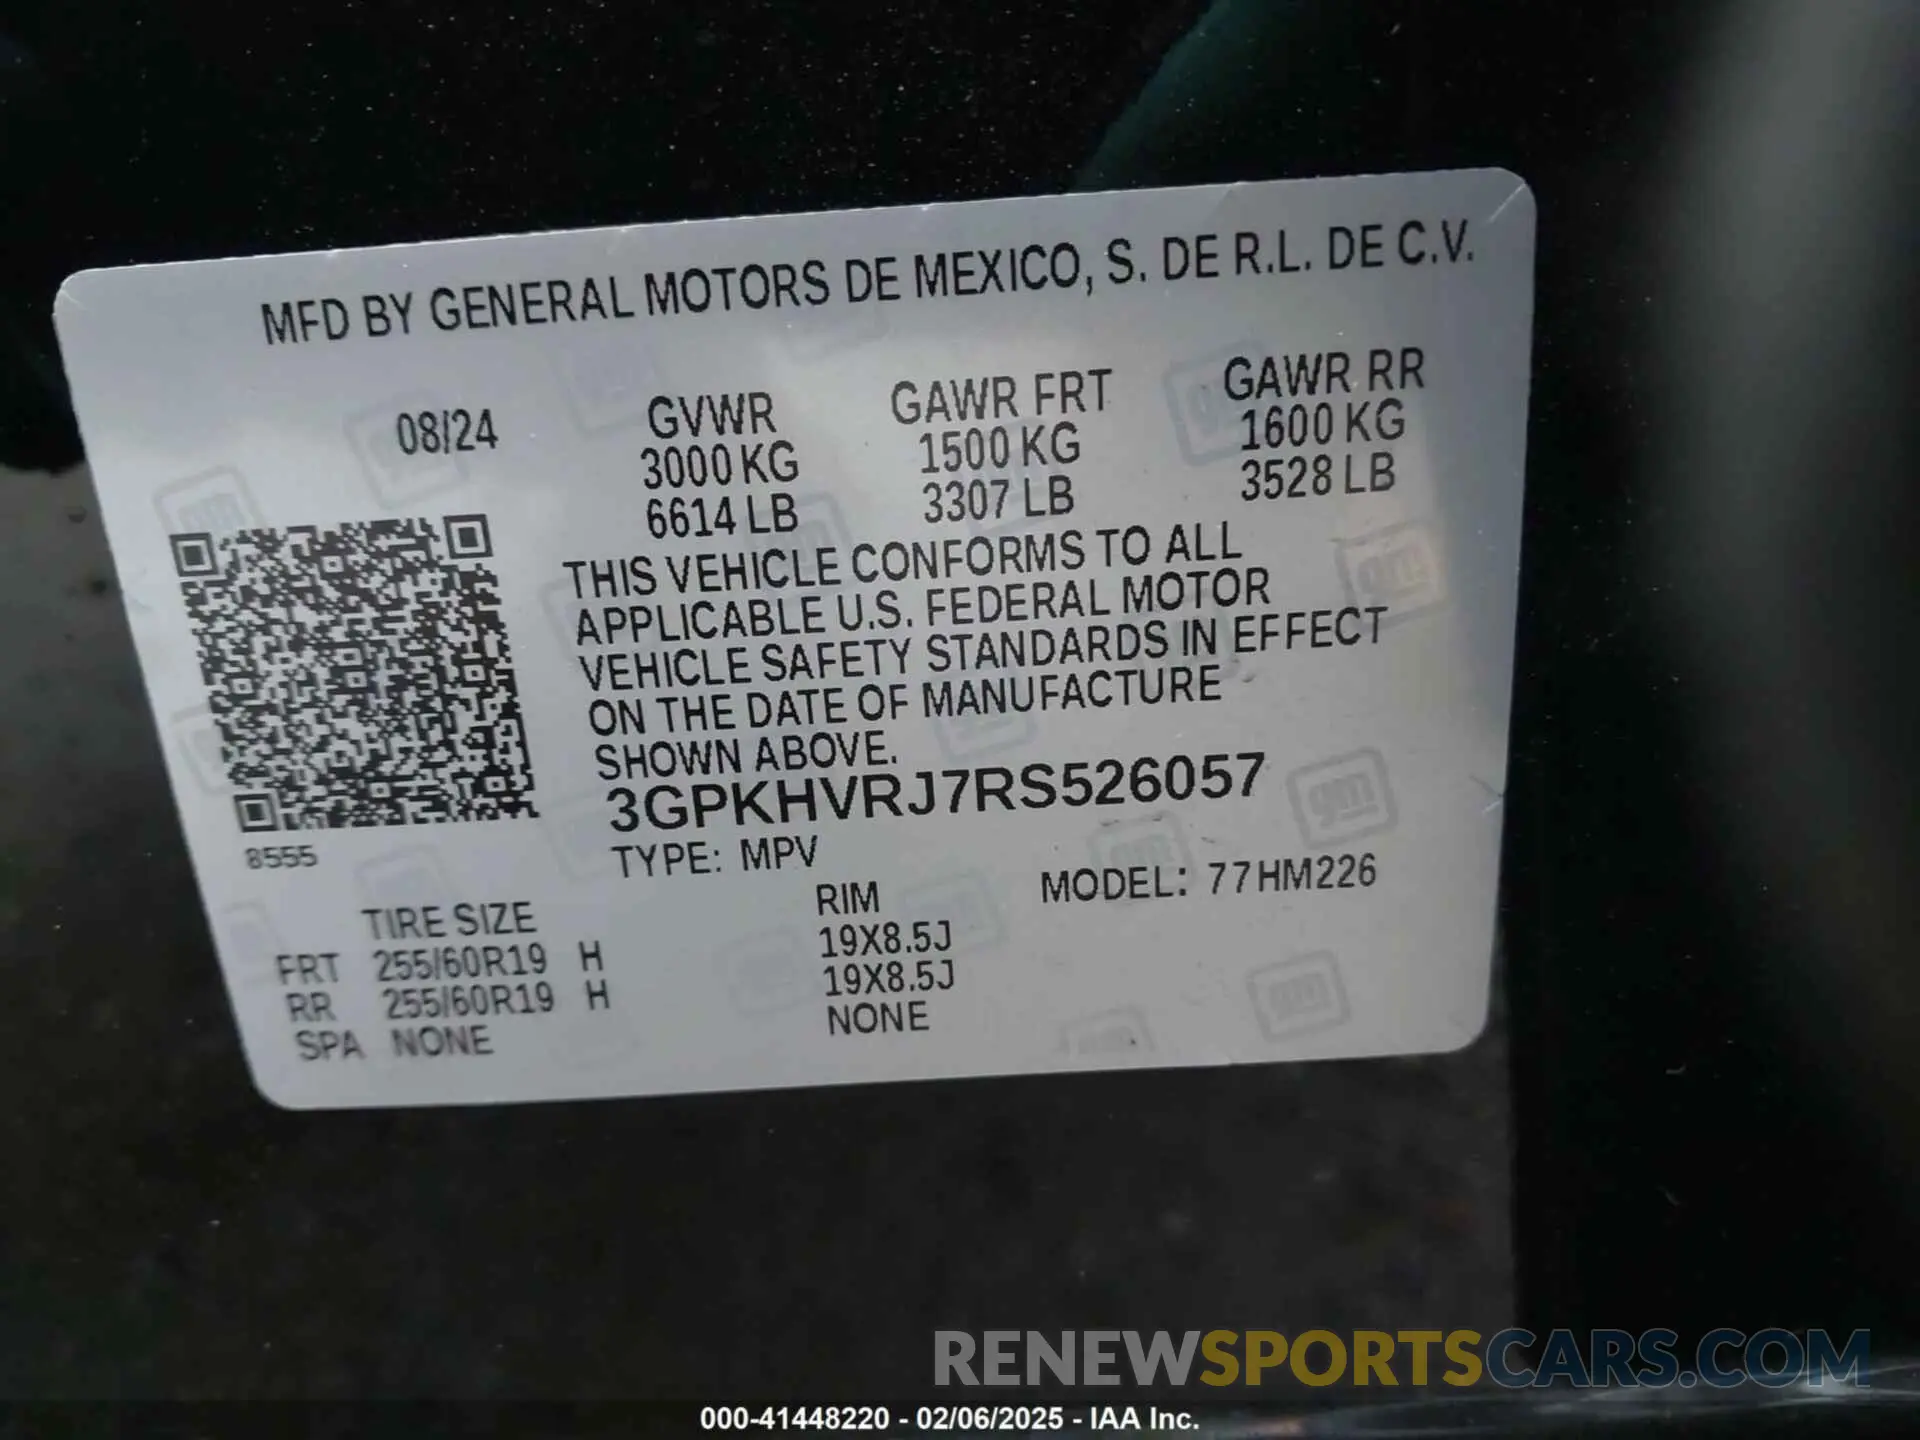 MFD BY GENERAL MOTORS DE MEXICO, S. DE R.L. DE C.V.
08/24 GVWR GAWR FRT GAWR RR
3000 KG 1500 KG 1600 KG
6614 LB 3307 LB 3528 LB
THIS VEHICLE CONFORMS TO ALL
APPLICABLE U.S. FEDERAL MOTOR
VEHICLE SAFETY STANDARDS IN EFFECT
ON THE DATE OF MANUFACTURE
SHOWN ABOVE.
3GPKHVRJ7RS526057
8555
TYPE: MPV
MODEL: 77HM226
TIRE SIZE RIM
FRT 255/60R19 H 19X8.5J
RR 255/60R19 H 19X8.5J
SPA NONE NONE
gm
RENEWSPORTSCARS.COM
000-41448220 - 02/06/2025 - IAA Inc.